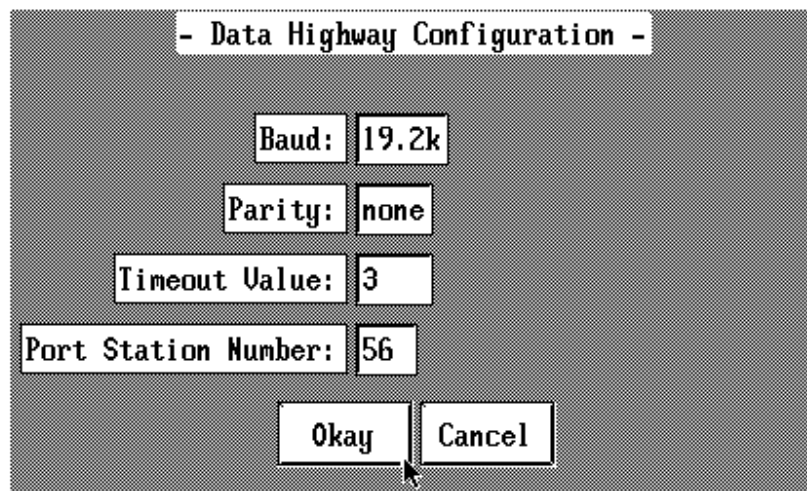 - Data Highway Configuration -
Baud: 19.2k
Parity: none
Timeout Value: 3
Port Station Number: 56
Okay Cancel